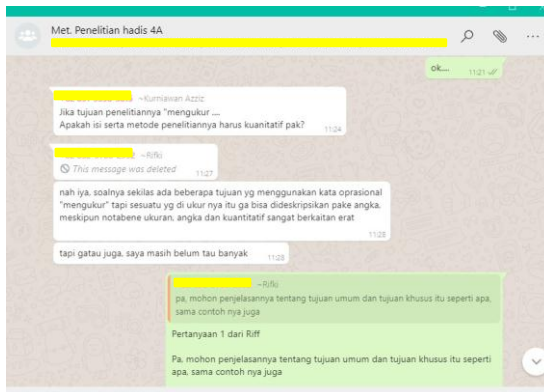 Met. Penelitian hadis 4A
ok....
11:21
~Kurniawan Azziz
Jika tujuan penelitiannya "mengukur ....
Apakah isi serta metode penelitiannya harus kuanitatif pak?
11:24
~Rifki
This message was deleted
11:27
nah iya, soalnya sekilas ada beberapa tujuan yg menggunakan kata oprasional
"mengukur" tapi sesuatu yg di ukur nya itu ga bisa dideskripsikan pake angka,
meskipun notabene ukuran, angka dan kuantitatif sangat berkaitan erat
11:28
tapi gatau juga, saya masih belum tau banyak
11:28
~Rifki
pa, mohon penjelasannya tentang tujuan umum dan tujuan khusus itu seperti apa,
sama contoh nya juga
Pertanyaan 1 dari Riff
Pa, mohon penjelasannya tentang tujuan umum dan tujuan khusus itu seperti
apa, sama contoh nya juga